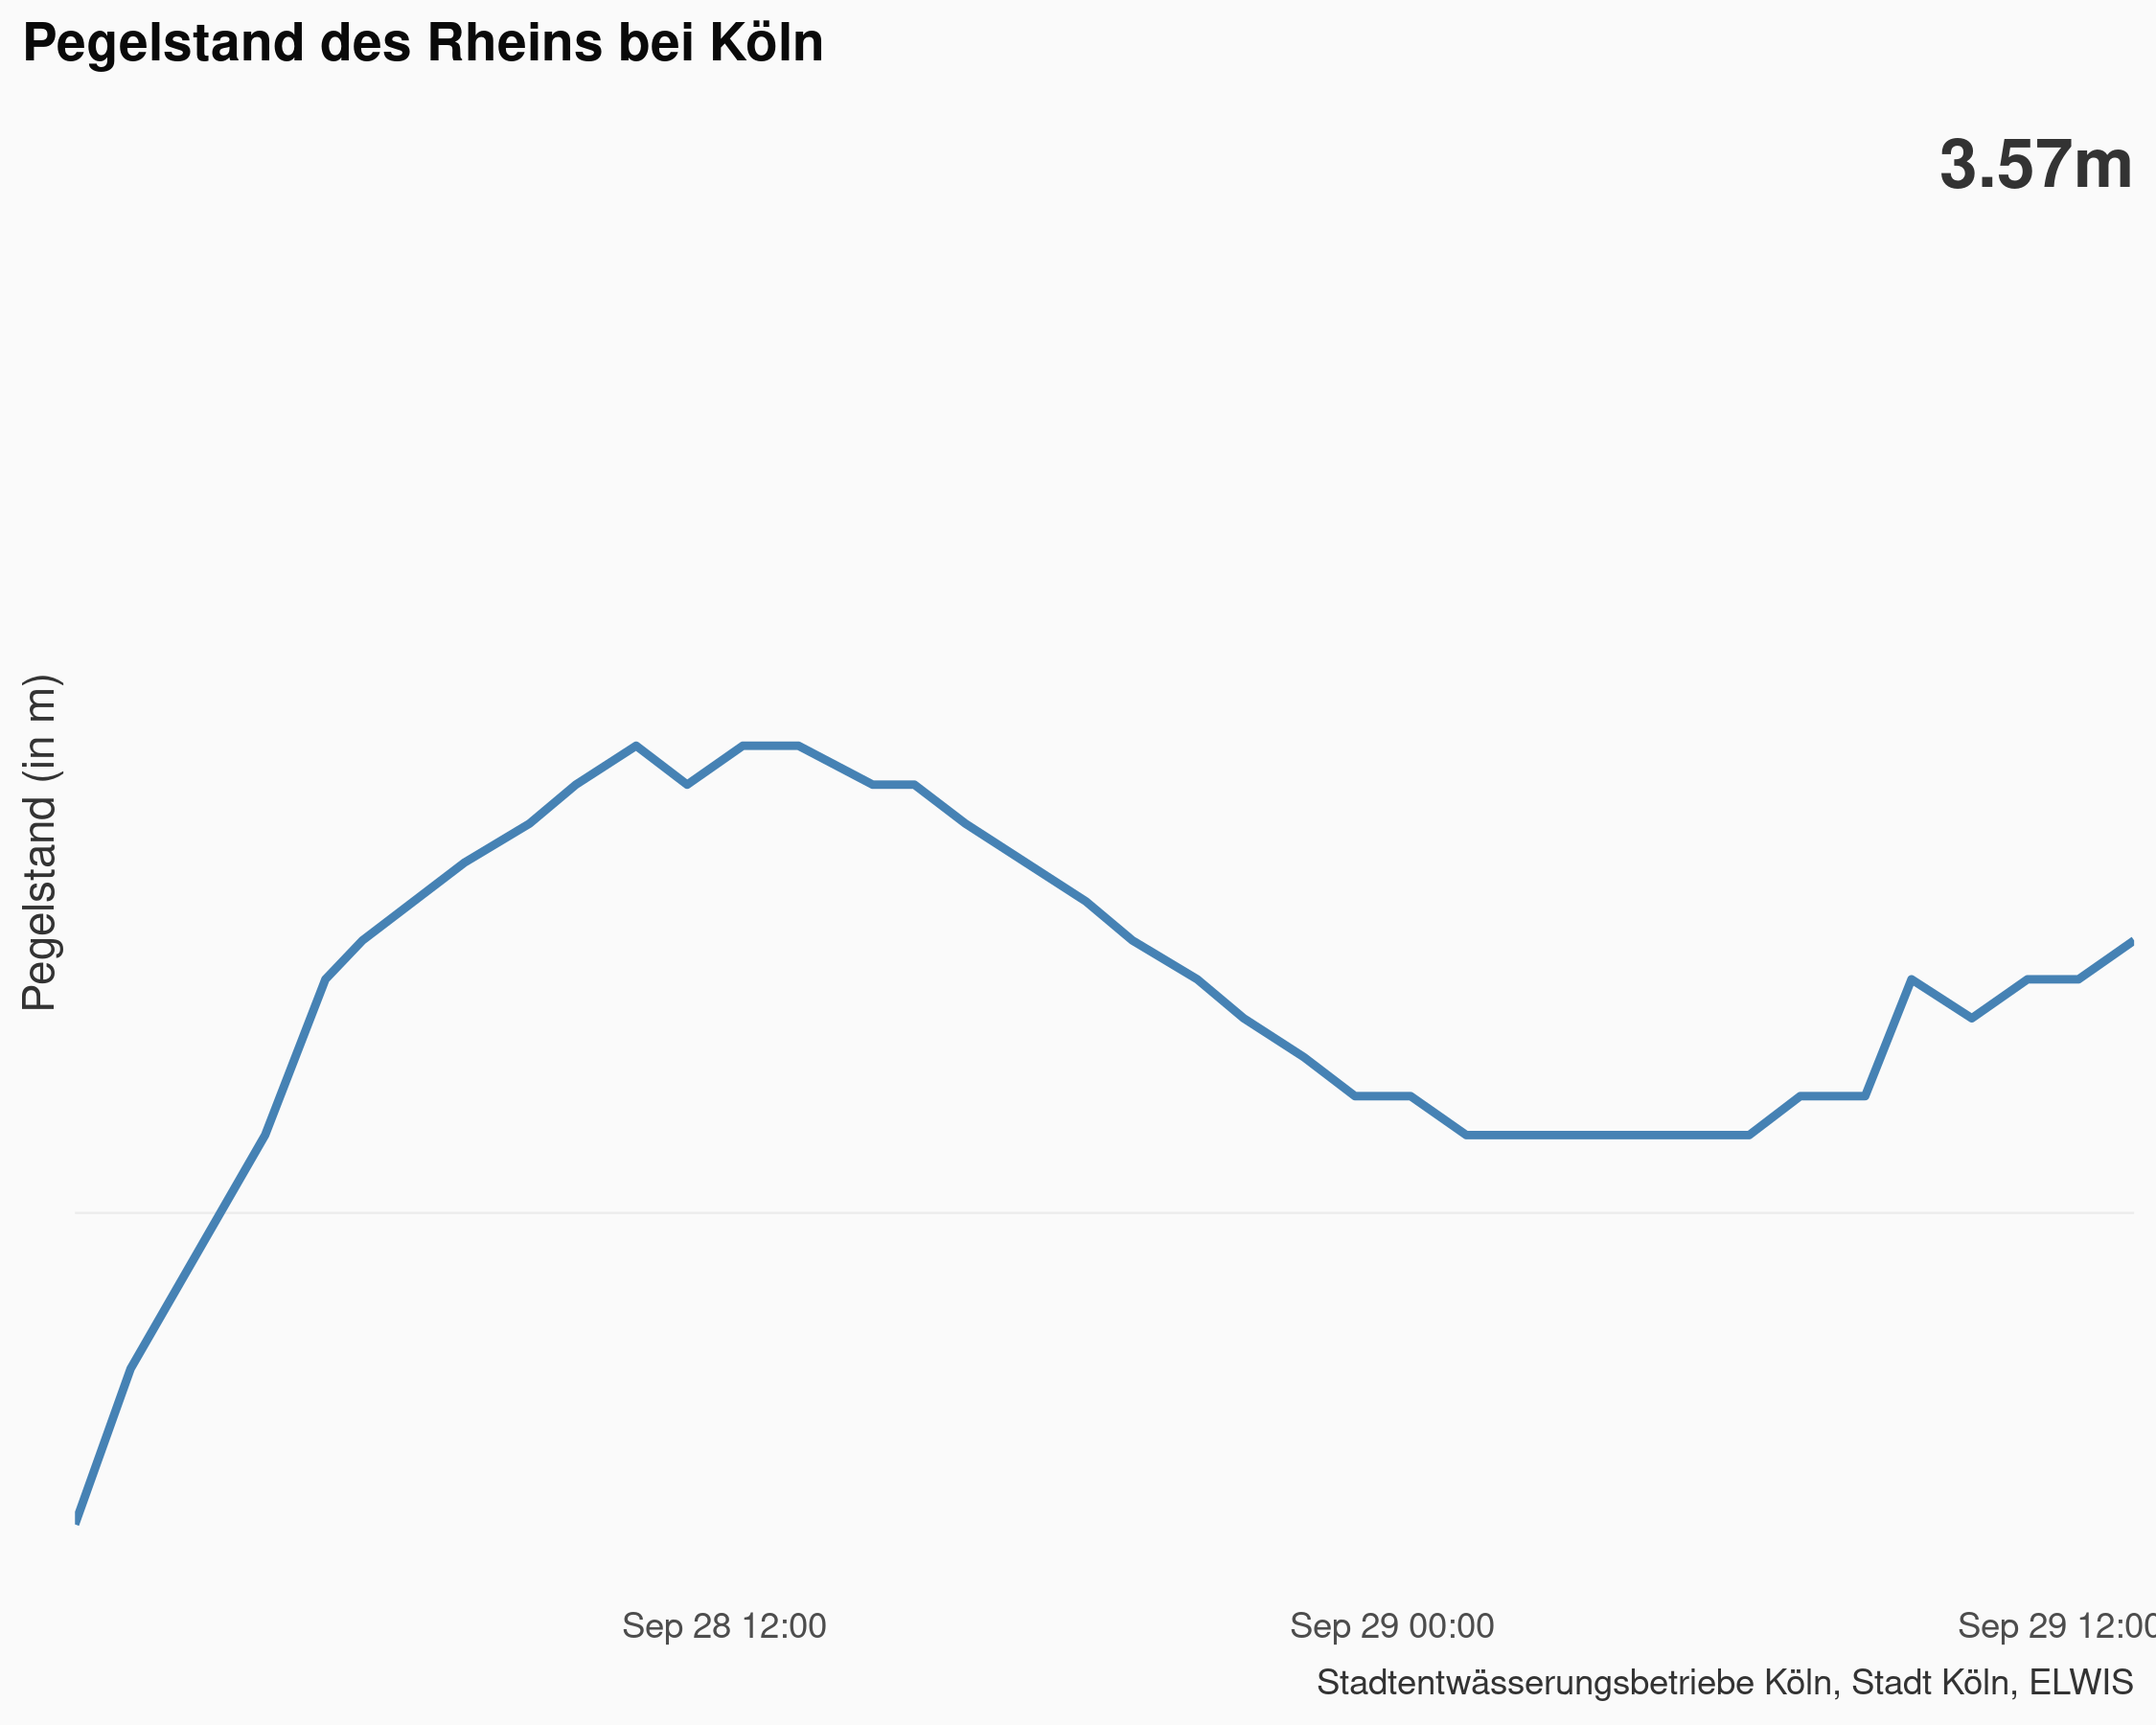 Pegelstand des Rheins bei Köln
3.57m
Pegelstand (in m)
Sep 28 12:00
Sep 29 00:00
Sep 29 12:00
Stadtentwässerungsbetriebe Köln, Stadt Köln, ELWIS